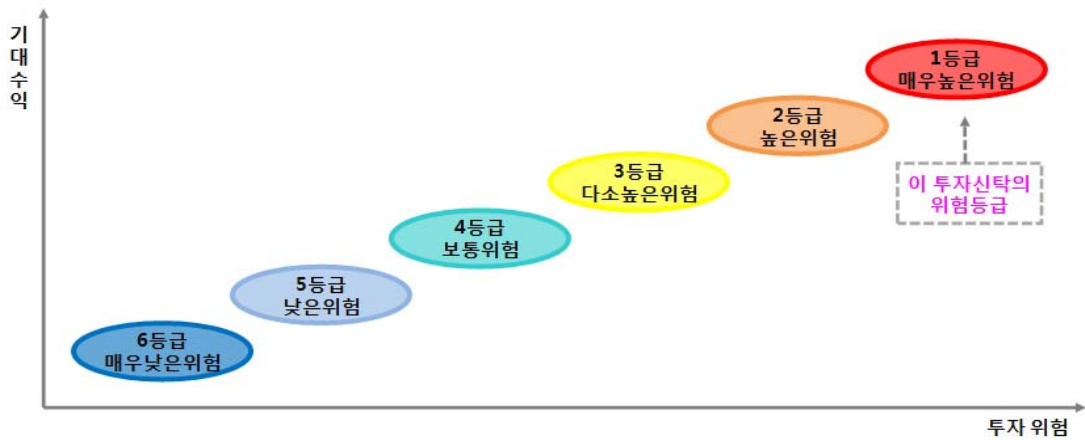 기대수익
1등급
매우높은위험
2등급
높은위험
3등급
다소높은위험
이 투자신탁의
위험등급
4등급
보통위험
5등급
낮은위험
6등급
매우낮은위험
투자 위험